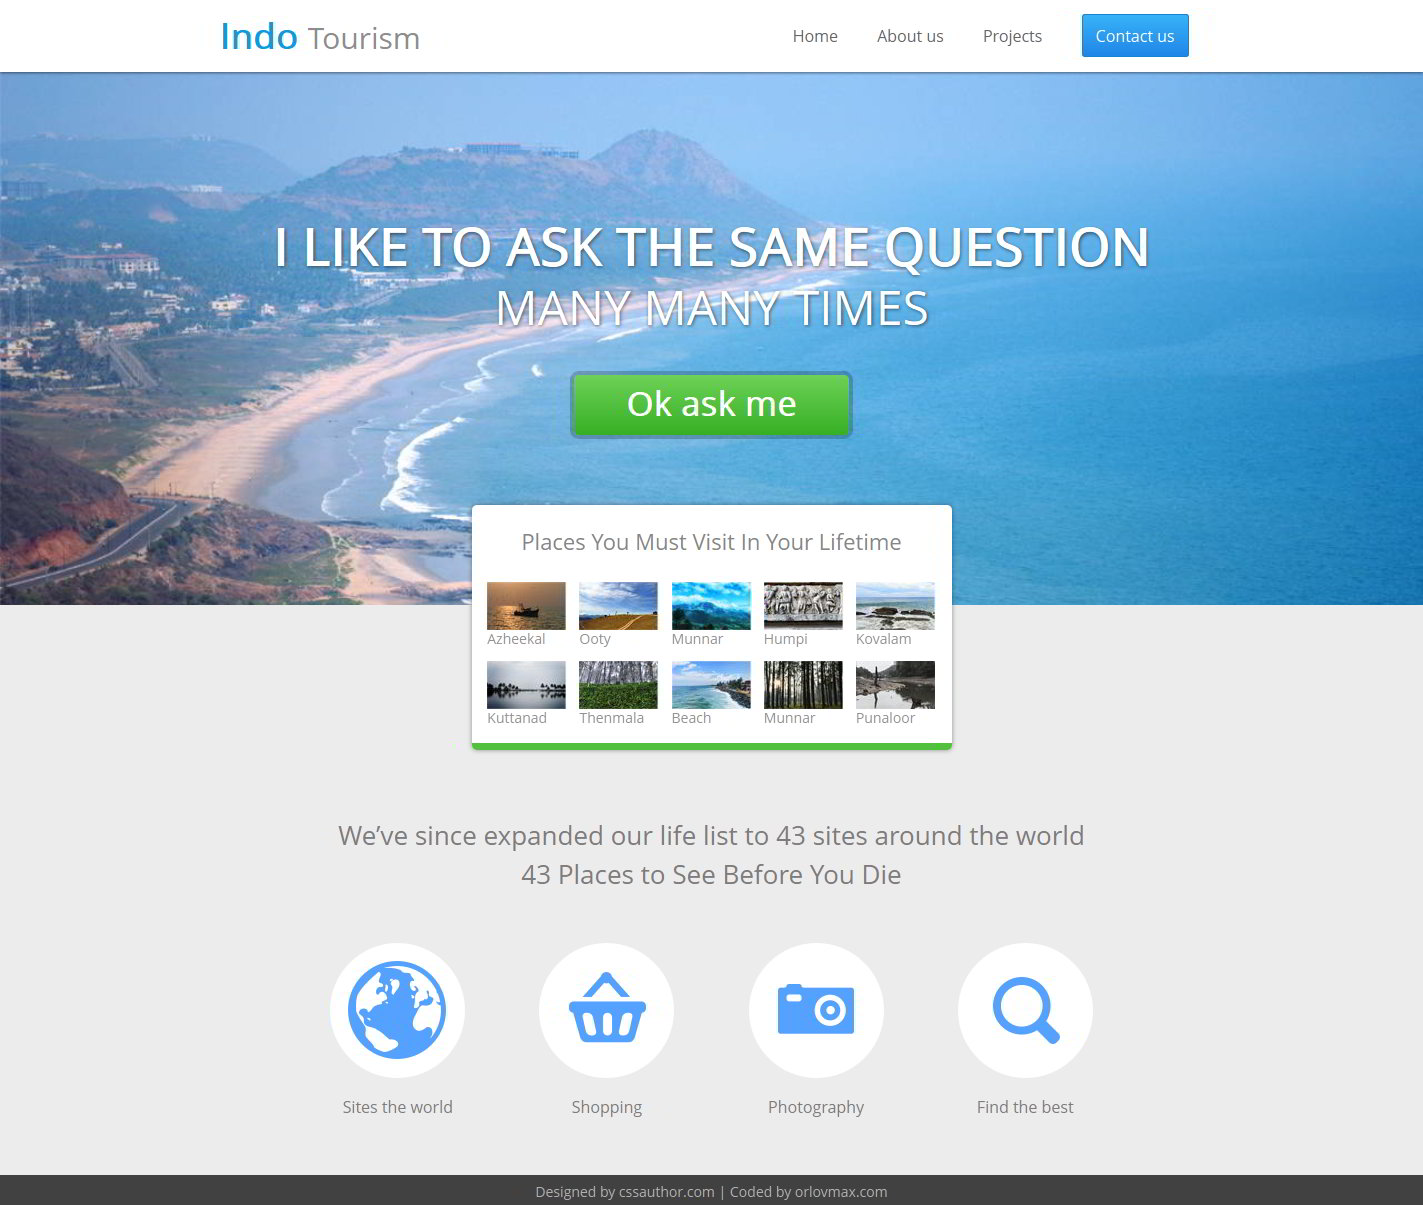 Indo Tourism
Home
About us
Projects
Contact us
I LIKE TO ASK THE SAME QUESTION
MANY MANY TIMES
Ok ask me
Places You Must Visit In Your Lifetime
Azheekal
Ooty
Munnar
Humpi
Kovalam
Kuttanad
Thenmala
Beach
Munnar
Punaloor
We’ve since expanded our life list to 43 sites around the world
43 Places to See Before You Die
Sites the world
Shopping
Photography
Find the best
Designed by cssauthor.com | Coded by orlovmax.com